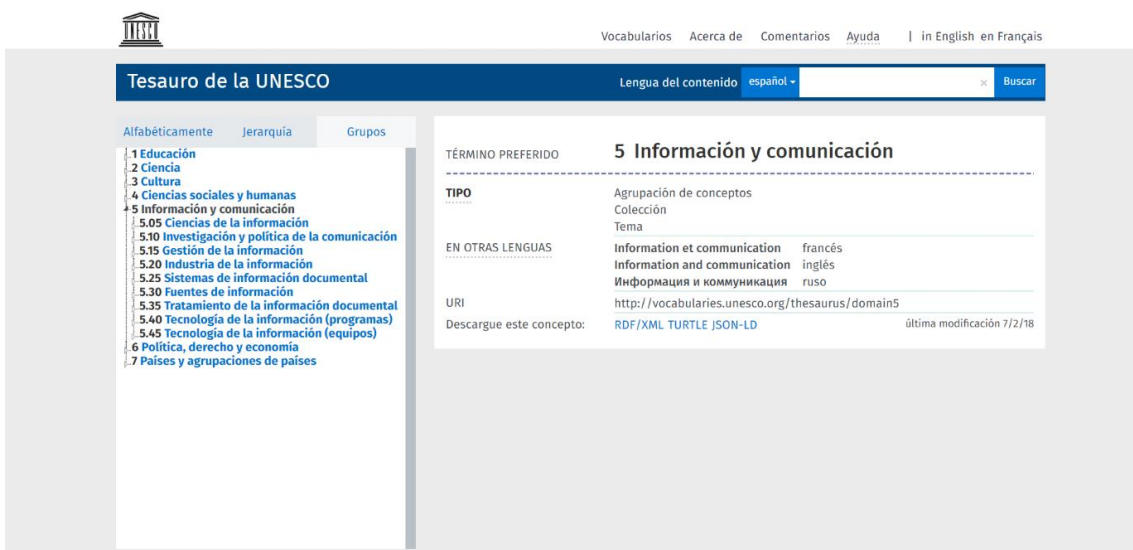 UNESCO
Vocabularios Acerca de Comentarios Ayuda | in English en Français
Tesauro de la UNESCO
Lengua del contenido español × Buscar
Alfabéticamente Jerarquía Grupos
1 Educación
2 Ciencia
3 Cultura
4 Ciencias sociales y humanas
5 Información y comunicación
5.05 Ciencias de la información
5.10 Investigación y política de la comunicación
5.15 Gestión de la información
5.20 Industria de la información
5.25 Sistemas de información documental
5.30 Fuentes de información
5.35 Tratamiento de la información documental
5.40 Tecnología de la información (programas)
5.45 Tecnología de la información (equipos)
6 Política, derecho y economía
7 Países y agrupaciones de países
TÉRMINO PREFERIDO 5 Información y comunicación
TIPO Agrupación de conceptos
Colección
Tema
EN OTRAS LENGUAS Information et communication francés
Information and communication inglés
Информация и коммуникация ruso
URI http://vocabularies.unesco.org/thesaurus/domain5
Descargue este concepto: RDF/XML TURTLE JSON-LD última modificación 7/2/18